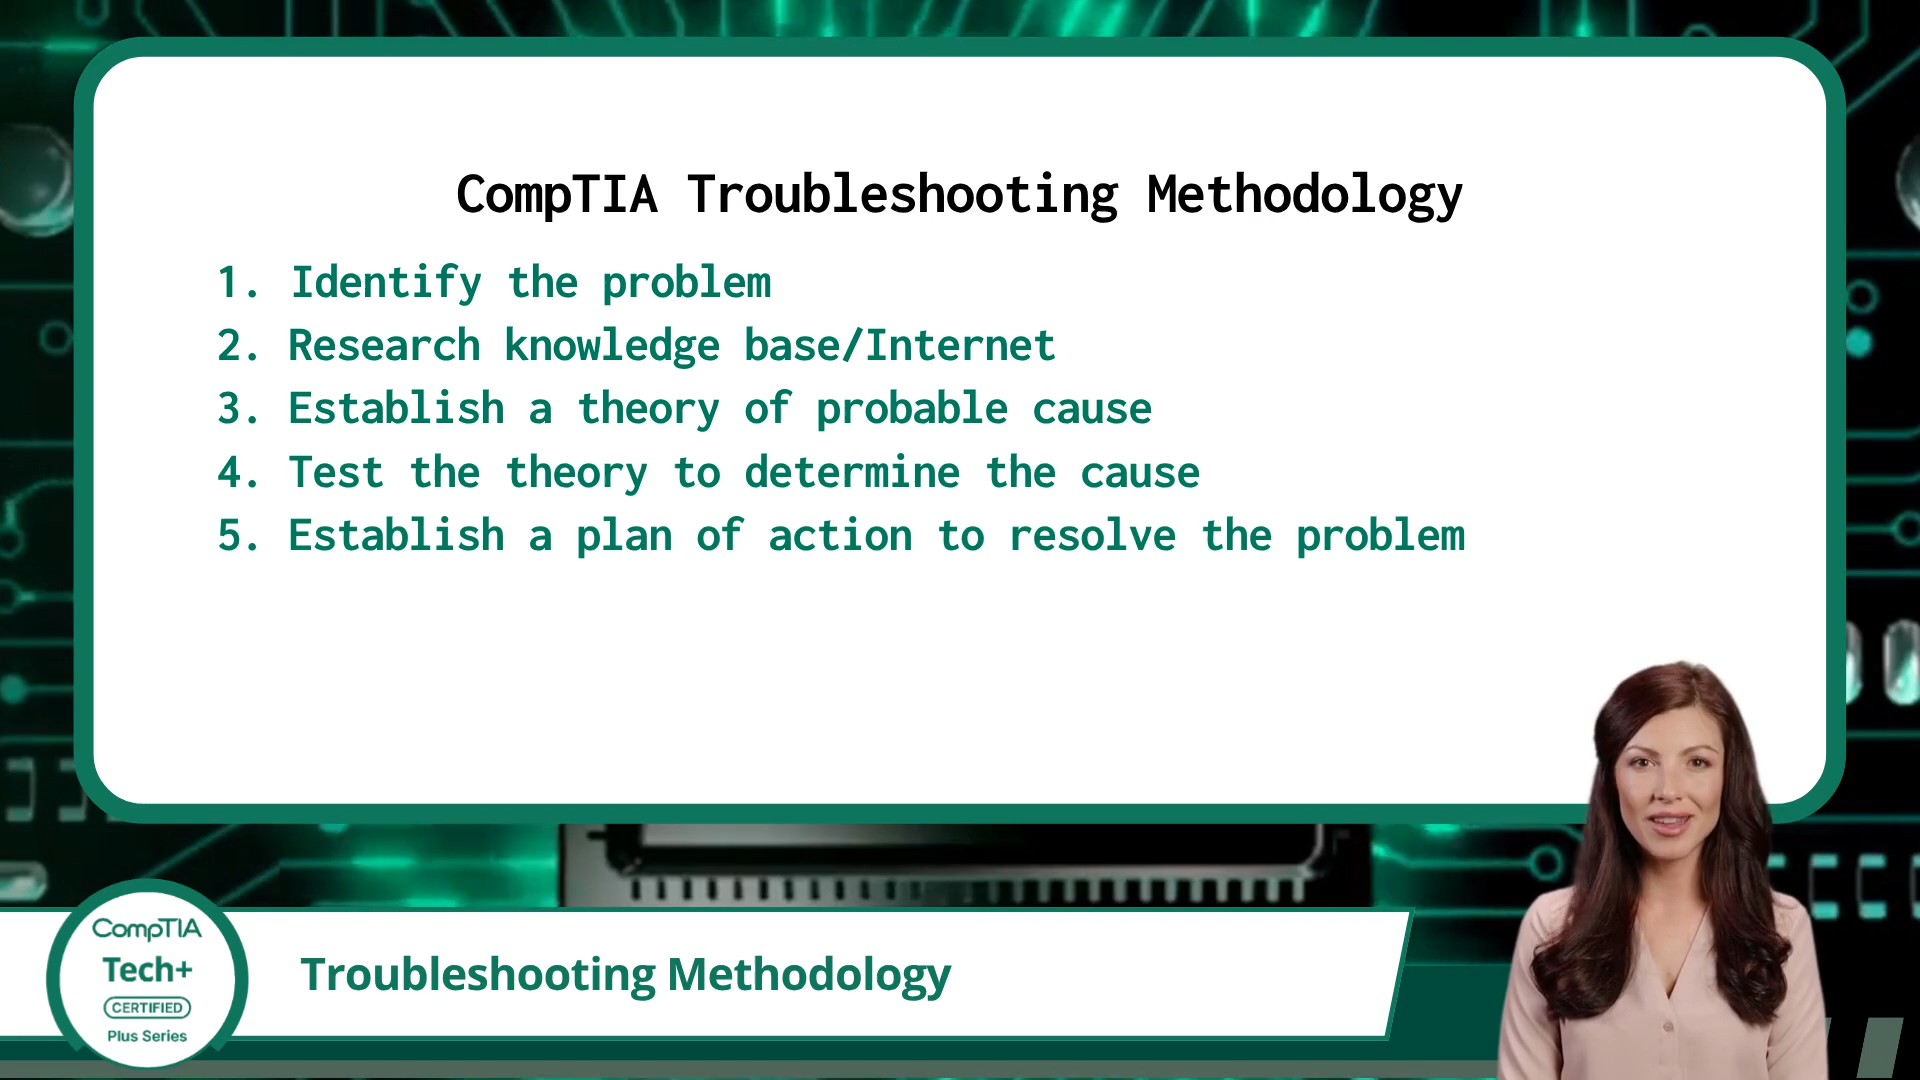 CompTIA Troubleshooting Methodology
1. Identify the problem
2. Research knowledge base/Internet
3. Establish a theory of probable cause
4. Test the theory to determine the cause
5. Establish a plan of action to resolve the problem
CompTIA
Tech+
CERTIFIED
Plus Series
Troubleshooting Methodology